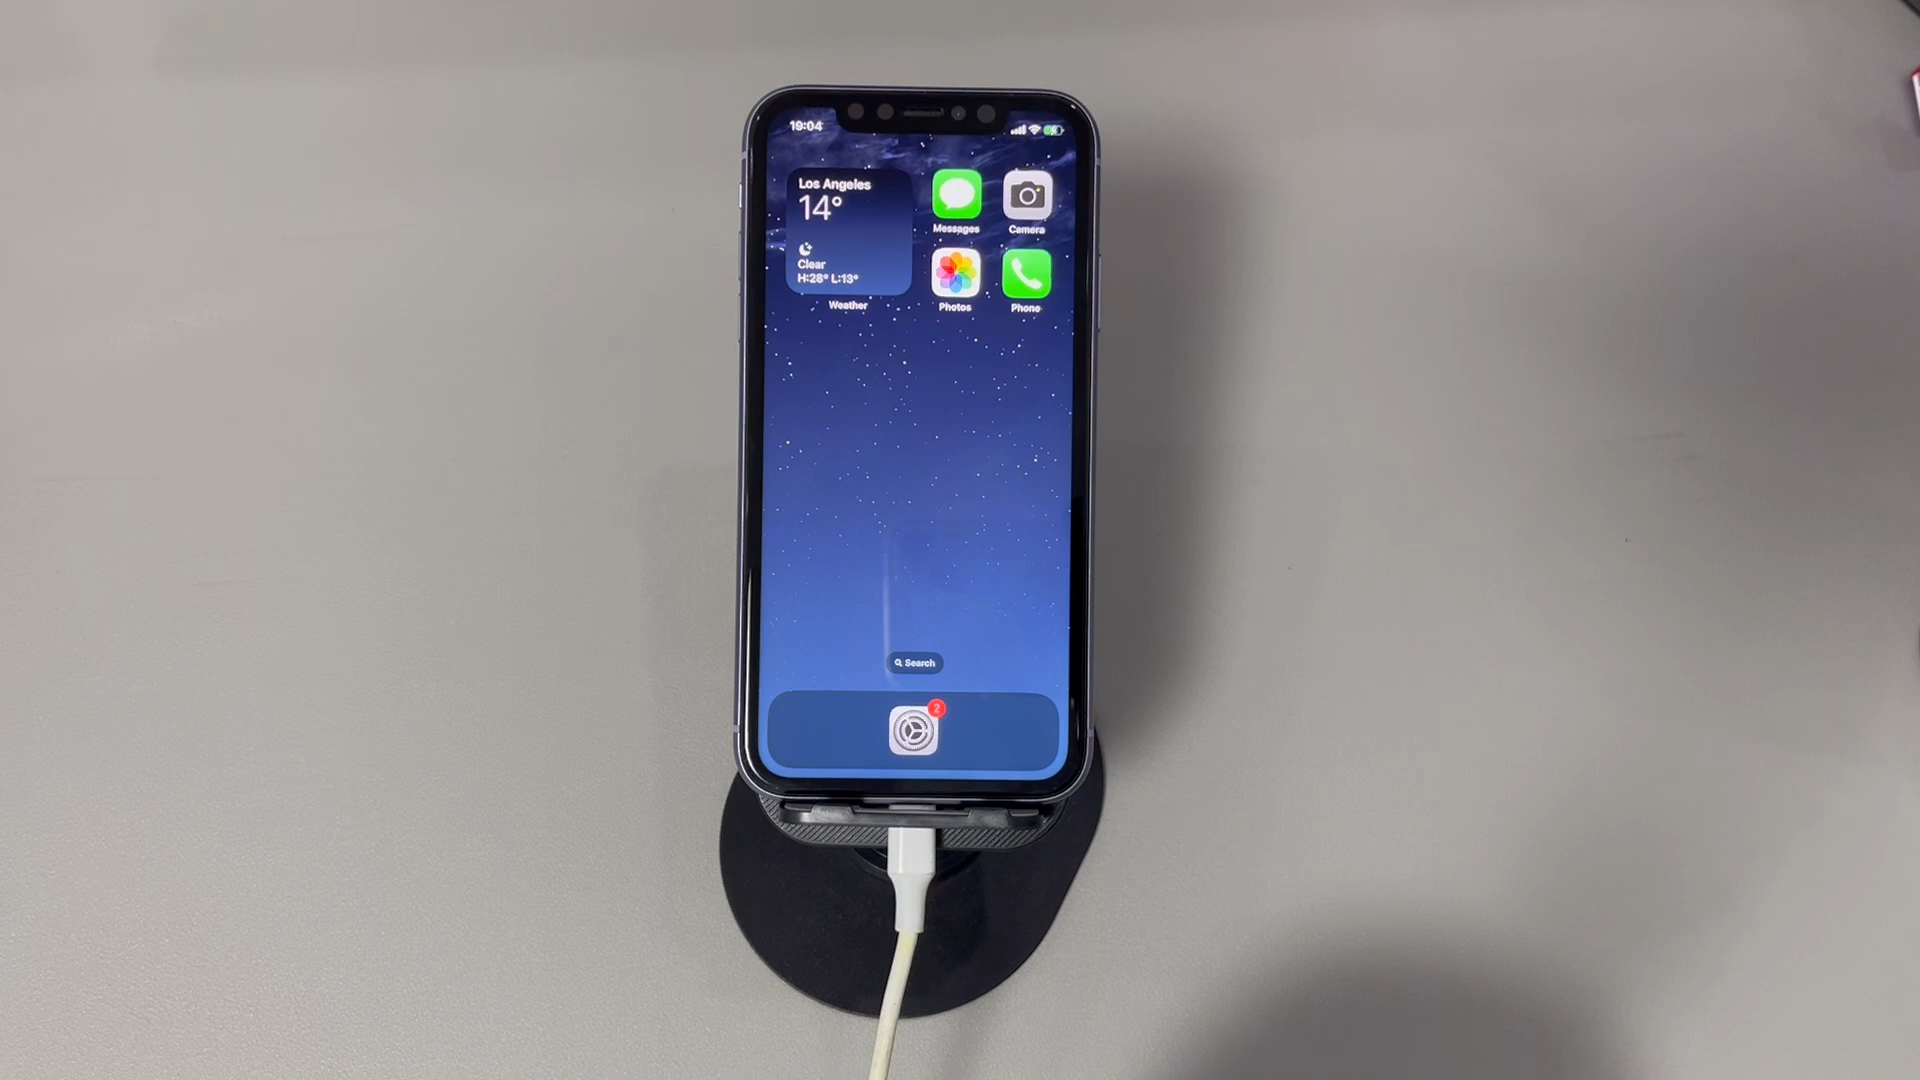 19:04
Los Angeles
14°
Clear
H:28° L:13°
Weather
Messages
Camera
Photos
Phone
Search
2